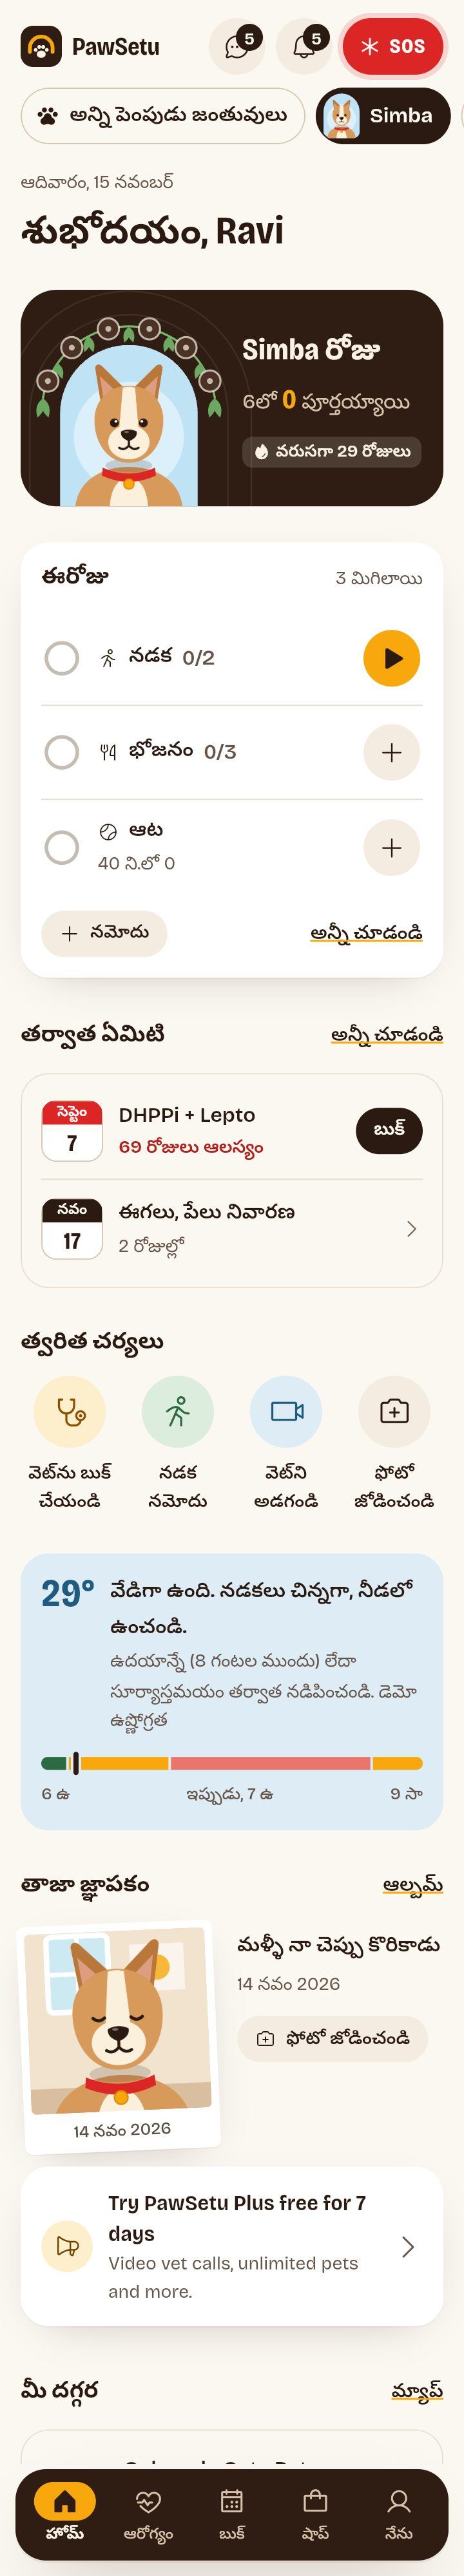 PawSetu
5
5
SOS
అన్ని పెంపుడు జంతువులు
Simba
ఆదివారం, 15 నవంబర్
శుభోదయం, Ravi
Simba రోజు
6లో 0 పూర్తయ్యాయి
వరుసగా 29 రోజులు
ఈరోజు
3 మిగిలాయి
నడక 0/2
భోజనం 0/3
ఆట
40 ని.లో 0
నమోదు
అన్నీ చూడండి
తర్వాత ఏమిటి
అన్నీ చూడండి
సెప్టెం
7
DHPPi + Lepto
69 రోజులు ఆలస్యం
బుక్
నవం
17
ఈగలు, పేలు నివారణ
2 రోజుల్లో
త్వరిత చర్యలు
వెట్‌ను బుక్ చేయండి
నడక నమోదు
వెట్‌ని అడగండి
ఫోటో జోడించండి
29°
వేడిగా ఉంది. నడకలు చిన్నగా, నీడలో
ఉంచండి.
ఉదయాన్నే (8 గంటల ముందు) లేదా
సూర్యాస్తమయం తర్వాత నడిపించండి. డెమో
ఉష్ణోగ్రత
6 ఉ
ఇప్పుడు, 7 ఉ
9 సా
తాజా జ్ఞాపకం
ఆల్బమ్
మళ్ళీ నా చెప్పు కొరికాడు
14 నవం 2026
ఫోటో జోడించండి
14 నవం 2026
Try PawSetu Plus free for 7
days
Video vet calls, unlimited pets
and more.
మీ దగ్గర
మ్యాప్
హోమ్
ఆరోగ్యం
బుక్
షాప్
నేను